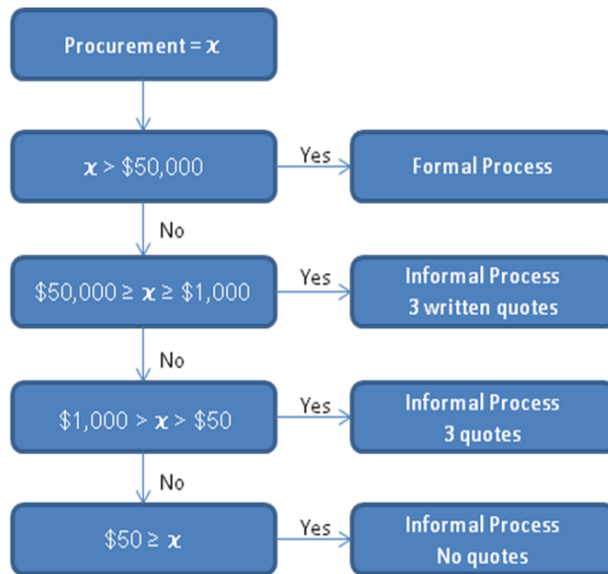 Procurement = x
x > $50,000
Yes
Formal Process
No
$50,000 ≥ x ≥ $1,000
Yes
Informal Process
3 written quotes
No
$1,000 > x > $50
Yes
Informal Process
3 quotes
No
$50 ≥ x
Yes
Informal Process
No quotes